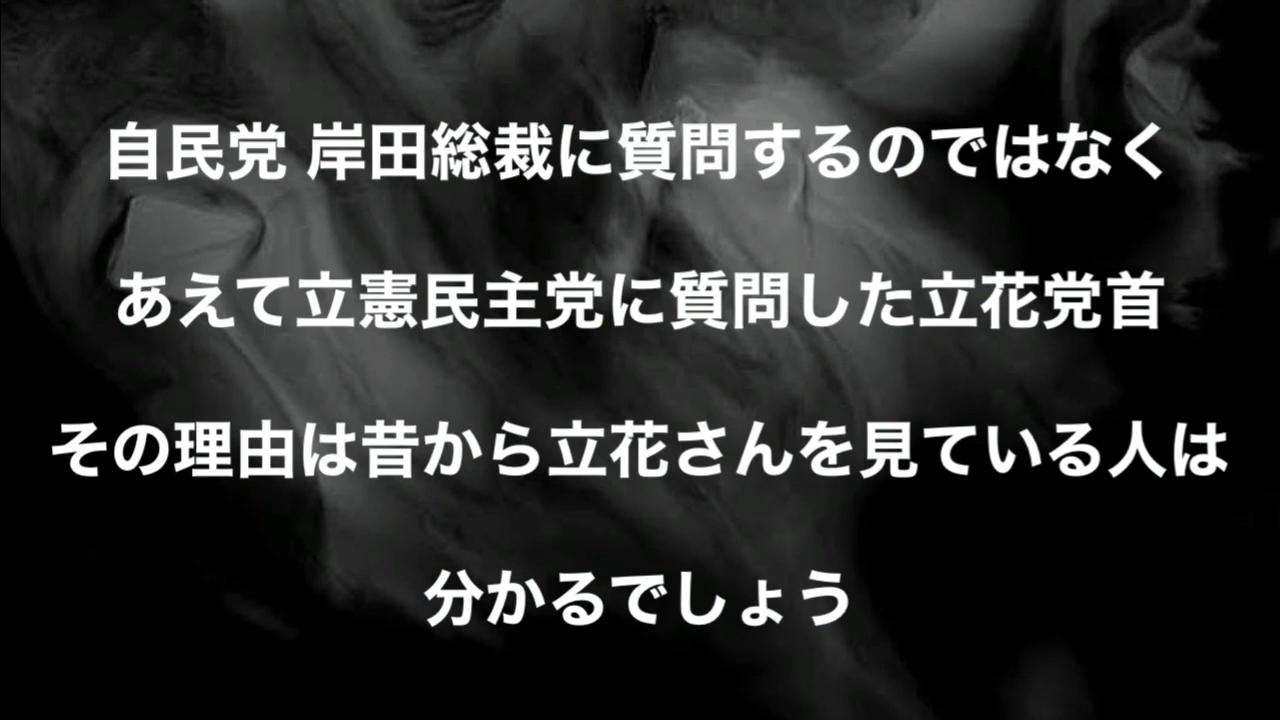 自民党 岸田総裁に質問するのではなく
あえて立憲民主党に質問した立花党首
その理由は昔から立花さんを見ている人は
分かるでしょう